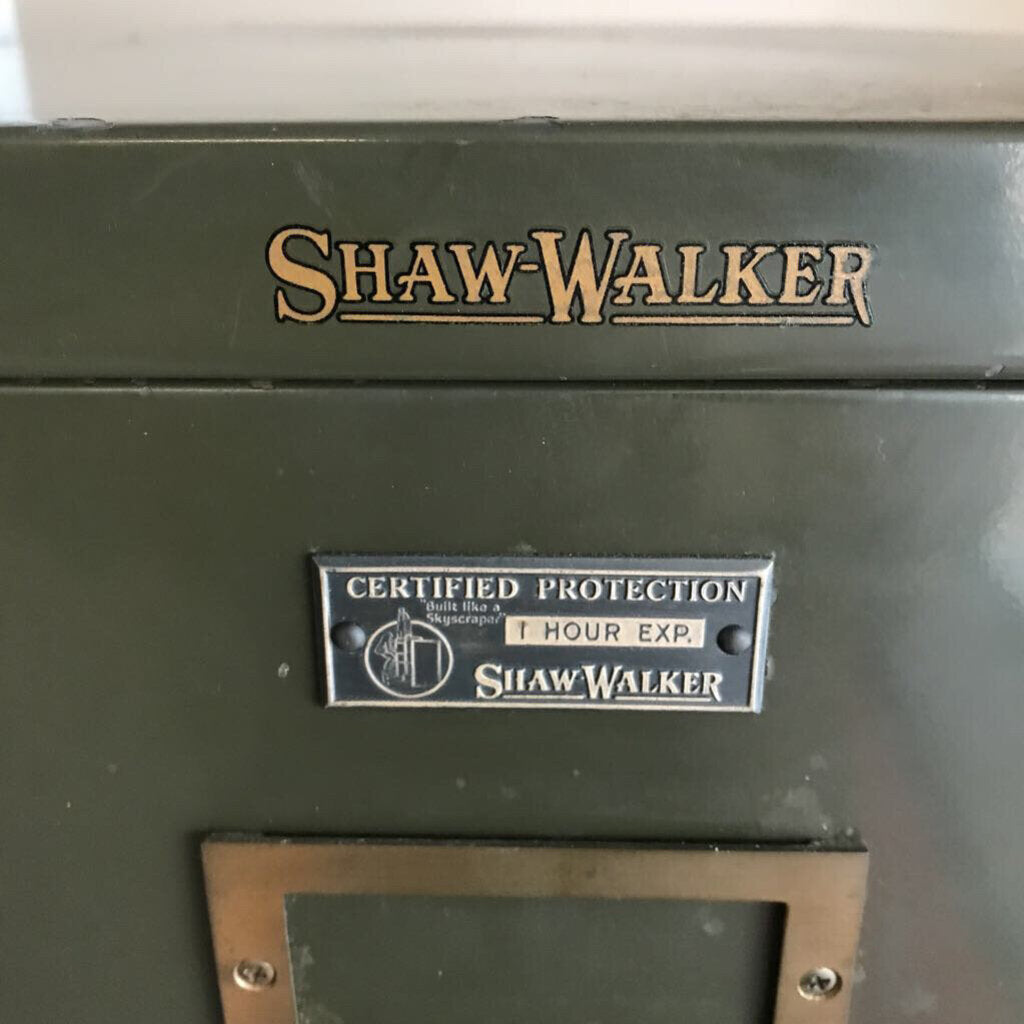 SHAW-WALKER
CERTIFIED PROTECTION
"Built like a
Skyscraper"
1 HOUR EXP.
SHAW-WALKER